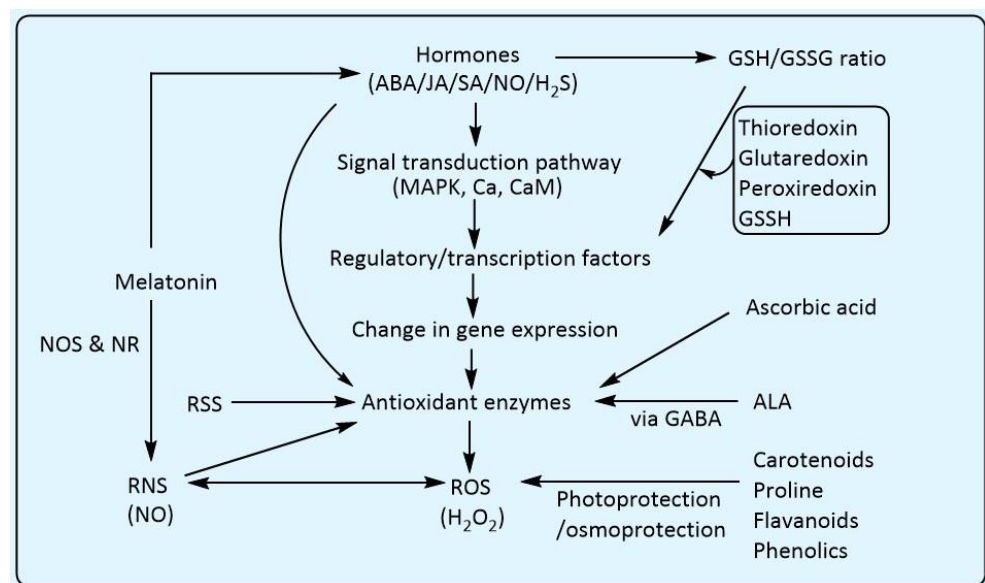 Hormones
(ABA/JA/SA/NO/H₂S)
GSH/GSSG ratio
Thioredoxin
Glutaredoxin
Peroxiredoxin
GSSH
Signal transduction pathway
(MAPK, Ca, CaM)
Regulatory/transcription factors
Melatonin
NOS & NR
Change in gene expression
Ascorbic acid
RSS
Antioxidant enzymes
via GABA
ALA
RNS
(NO)
ROS
(H₂O₂)
Photoprotection
/osmoprotection
Carotenoids
Proline
Flavanoids
Phenolics